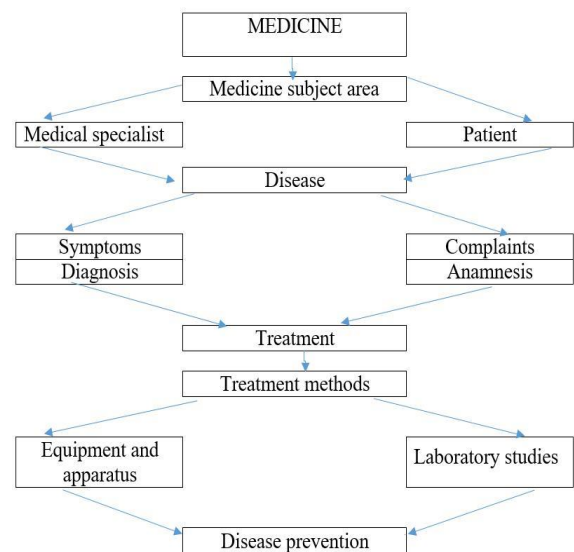 MEDICINE
Medicine subject area
Medical specialist
Patient
Disease
Symptoms
Complaints
Diagnosis
Anamnesis
Treatment
Treatment methods
Equipment and
apparatus
Laboratory studies
Disease prevention